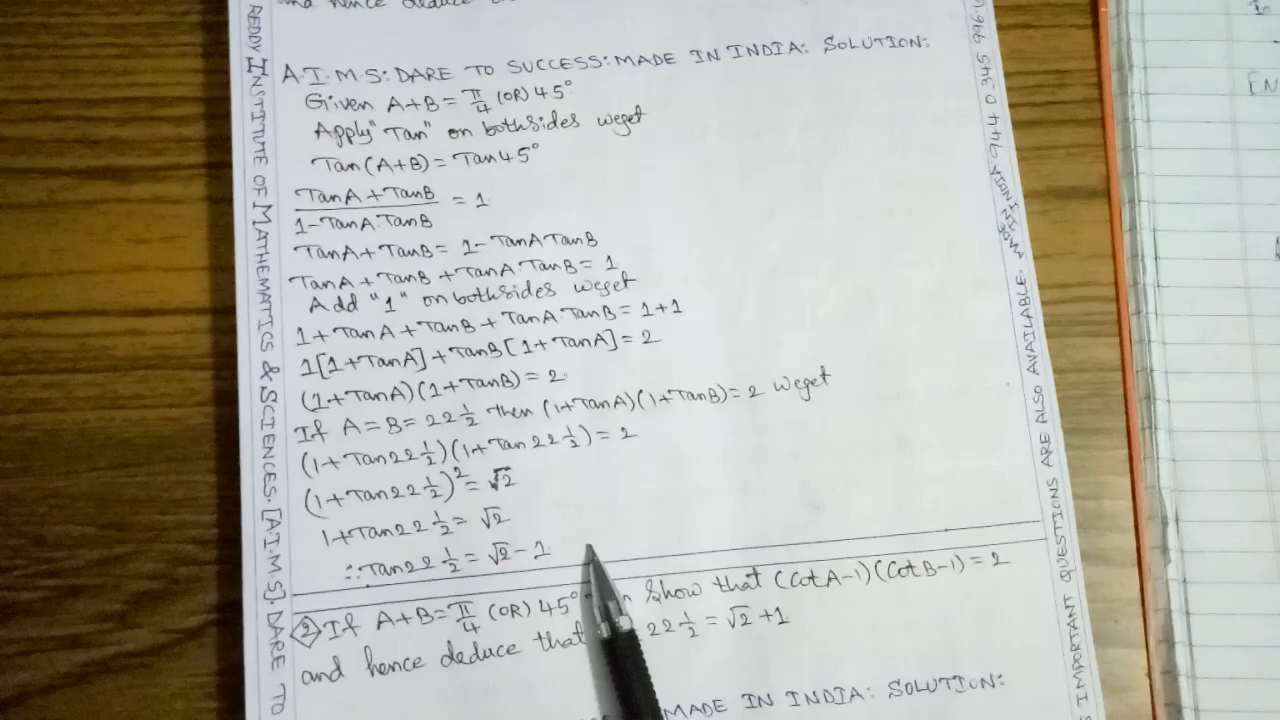 and hence deduce
A.I.M.S: DARE TO SUCCESS: MADE IN INDIA: SOLUTION:
Given A+B = π/4 (OR) 45°
Apply "Tan" on bothsides weget
Tan(A+B) = Tan45°
TanA + TanB / 1-TanA.TanB = 1
TanA + TanB = 1 - TanA TanB
TanA + TanB + TanA.TanB = 1
Add "1" on bothsides weget
1 + TanA + TanB + TanA.TanB = 1+1
1[1+TanA] + TanB[1+TanA] = 2
(1+TanA)(1+TanB) = 2.
If A = B = 22 1/2 then (1+TanA)(1+TanB) = 2 weget
(1+Tan22 1/2)(1+Tan22 1/2) = 2
(1+Tan22 1/2)² = √2
1+Tan22 1/2 = √2
∴ Tan22 1/2 = √2 - 1
2 If A+B = π/4 (OR) 45° Show that (CotA-1)(CotB-1) = 2
and hence deduce that 22 1/2 = √2 + 1
MADE IN INDIA: SOLUTION:
REDDY INSTITUTE OF MATHEMATICS & SCIENCES. [A.I.M.S]. DARE TO
IMPORTANT QUESTIONS ARE ALSO AVAILABLE.